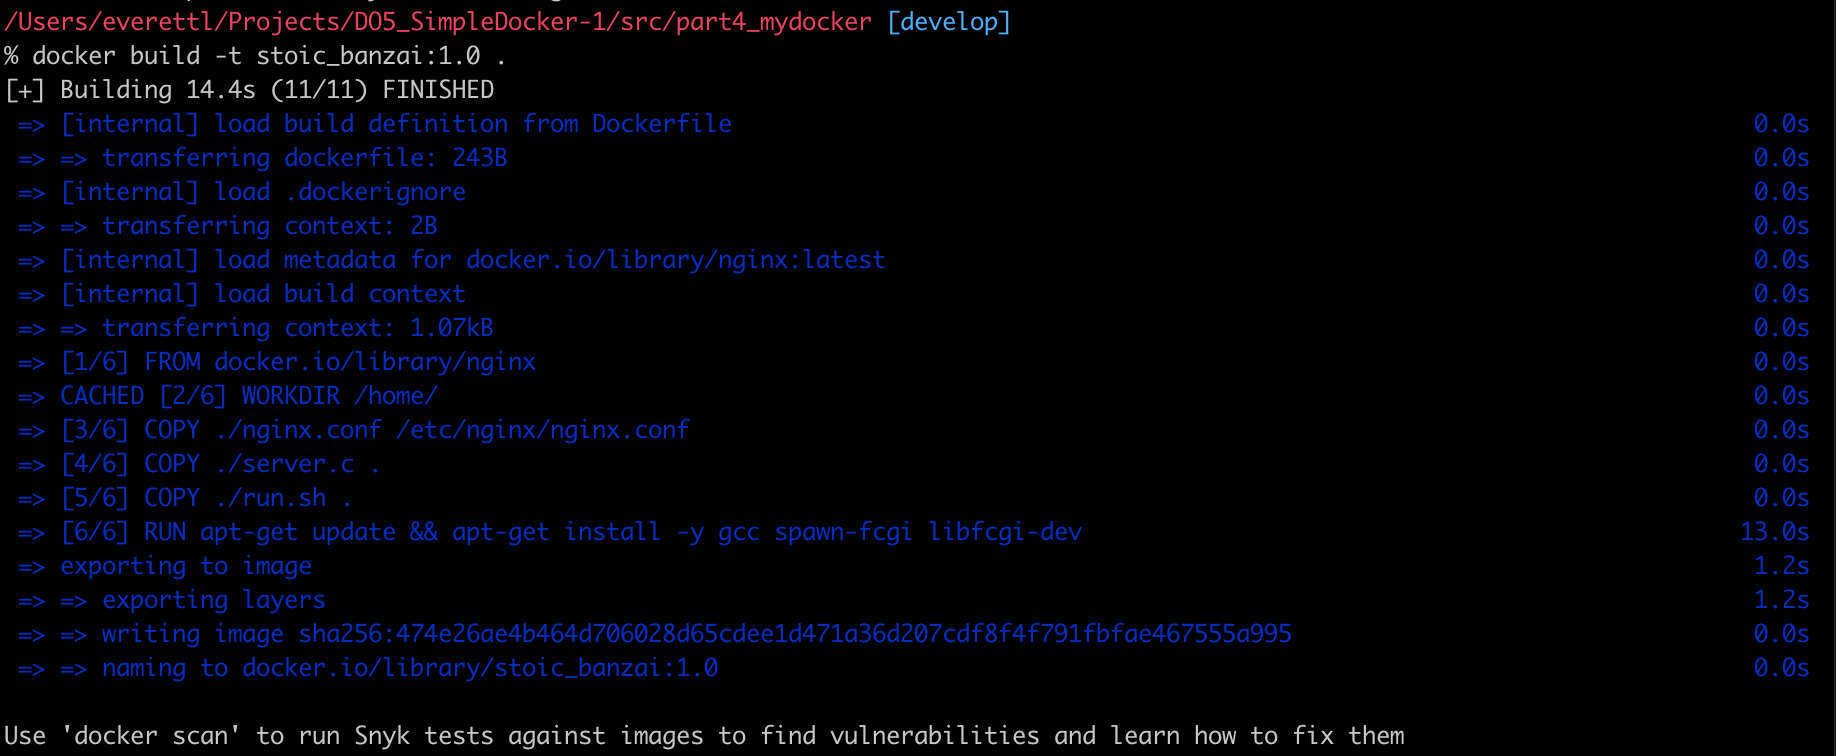 /Users/everettl/Projects/DO5_SimpleDocker-1/src/part4_mydocker [develop]
% docker build -t stoic_banzai:1.0 .
[+] Building 14.4s (11/11) FINISHED
=> [internal] load build definition from Dockerfile 0.0s
=> => transferring dockerfile: 243B 0.0s
=> [internal] load .dockerignore 0.0s
=> => transferring context: 2B 0.0s
=> [internal] load metadata for docker.io/library/nginx:latest 0.0s
=> [internal] load build context 0.0s
=> => transferring context: 1.07kB 0.0s
=> [1/6] FROM docker.io/library/nginx 0.0s
=> CACHED [2/6] WORKDIR /home/ 0.0s
=> [3/6] COPY ./nginx.conf /etc/nginx/nginx.conf 0.0s
=> [4/6] COPY ./server.c . 0.0s
=> [5/6] COPY ./run.sh . 0.0s
=> [6/6] RUN apt-get update && apt-get install -y gcc spawn-fcgi libfcgi-dev 13.0s
=> exporting to image 1.2s
=> => exporting layers 1.2s
=> => writing image sha256:474e26ae4b464d706028d65cdee1d471a36d207cdf8f4f791fbfae467555a995 0.0s
=> => naming to docker.io/library/stoic_banzai:1.0 0.0s
Use 'docker scan' to run Snyk tests against images to find vulnerabilities and learn how to fix them